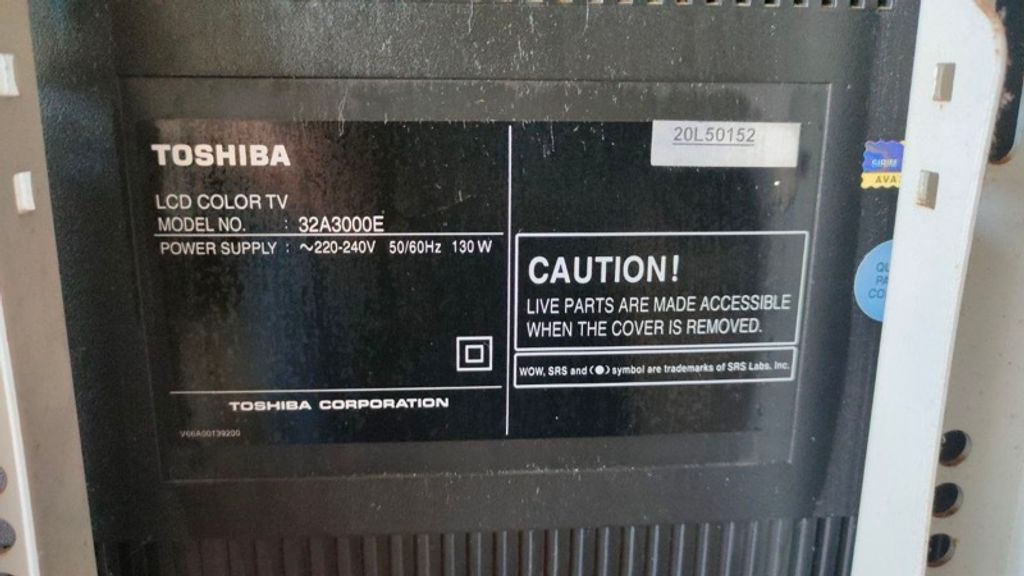 TOSHIBA
LCD COLOR TV
MODEL NO. : 32A3000E
POWER SUPPLY : ~220-240V 50/60Hz 130 W
TOSHIBA CORPORATION
V66A00139200
20L50152
CAUTION!
LIVE PARTS ARE MADE ACCESSIBLE
WHEN THE COVER IS REMOVED.
WOW, SRS and (●) symbol are trademarks of SRS Labs, Inc.